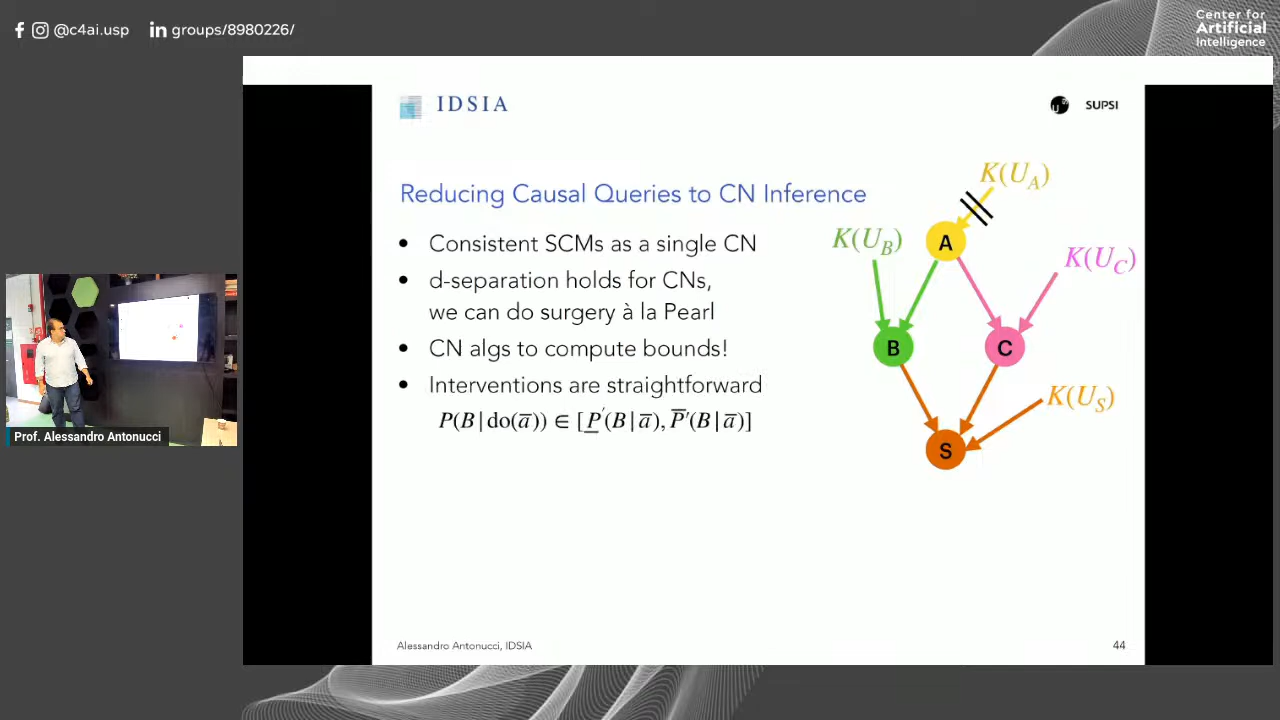 @c4ai.usp
groups/8980226/
Center for
Artificial
Intelligence
IDSIA
SUPSI
Reducing Causal Queries to CN Inference
• Consistent SCMs as a single CN
• d-separation holds for CNs,
we can do surgery à la Pearl
• CN algs to compute bounds!
• Interventions are straightforward
P(B|do(a̅)) ∈ [P̲′(B|a̅), P̅′(B|a̅)]
K(U_A)
K(U_B)
A
K(U_C)
B
C
K(U_S)
S
Prof. Alessandro Antonucci
Alessandro Antonucci, IDSIA
44